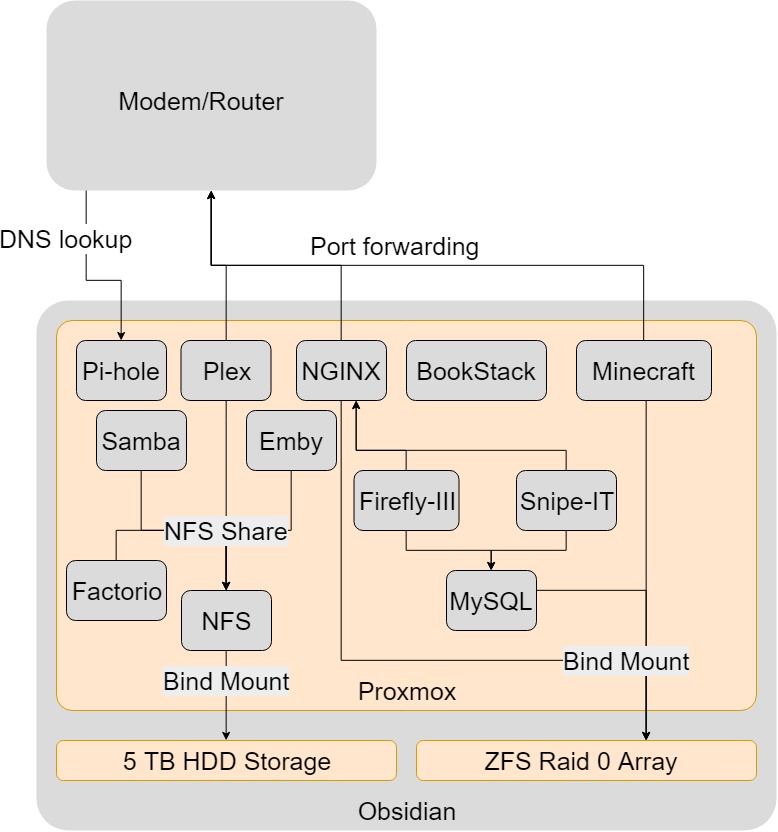 Modem/Router
DNS lookup
Port forwarding
Pi-hole
Plex
NGINX
BookStack
Minecraft
Samba
Emby
Firefly-III
Snipe-IT
NFS Share
Factorio
NFS
MySQL
Bind Mount
Bind Mount
Proxmox
5 TB HDD Storage
ZFS Raid 0 Array
Obsidian